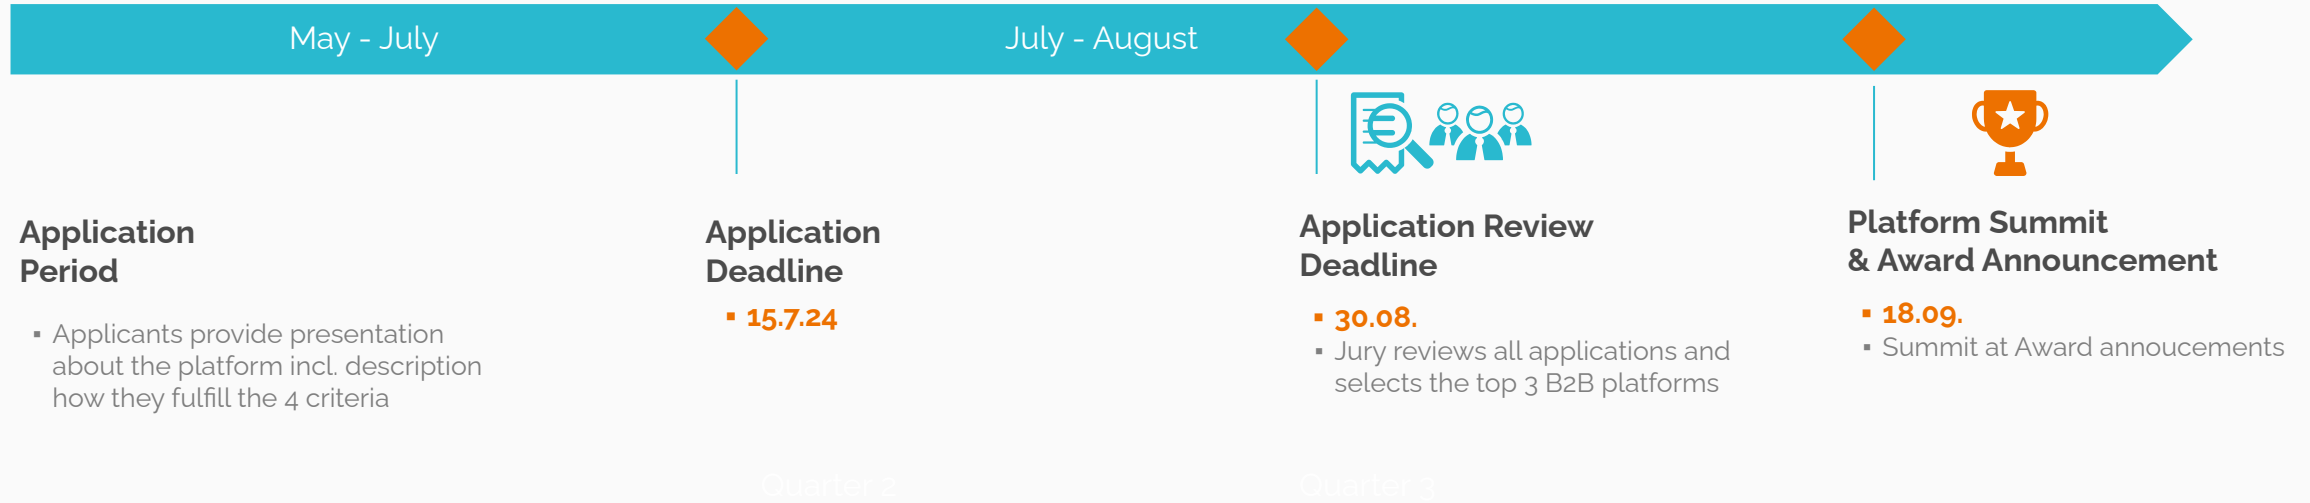 May - July
July - August
Application
Period
▪ Applicants provide presentation
about the platform incl. description
how they fulfill the 4 criteria
Application
Deadline
▪ 15.7.24
Application Review
Deadline
▪ 30.08.
▪ Jury reviews all applications and
selects the top 3 B2B platforms
Platform Summit
& Award Announcement
▪ 18.09.
▪ Summit at Award annoucements
Quarter 2
Quarter 3